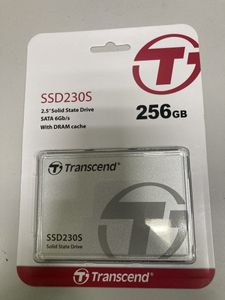 SSD230S
2.5" Solid State Drive
SATA 6Gb/s
With DRAM cache
256GB
Transcend
SSD230S
Solid State Drive
Transcend